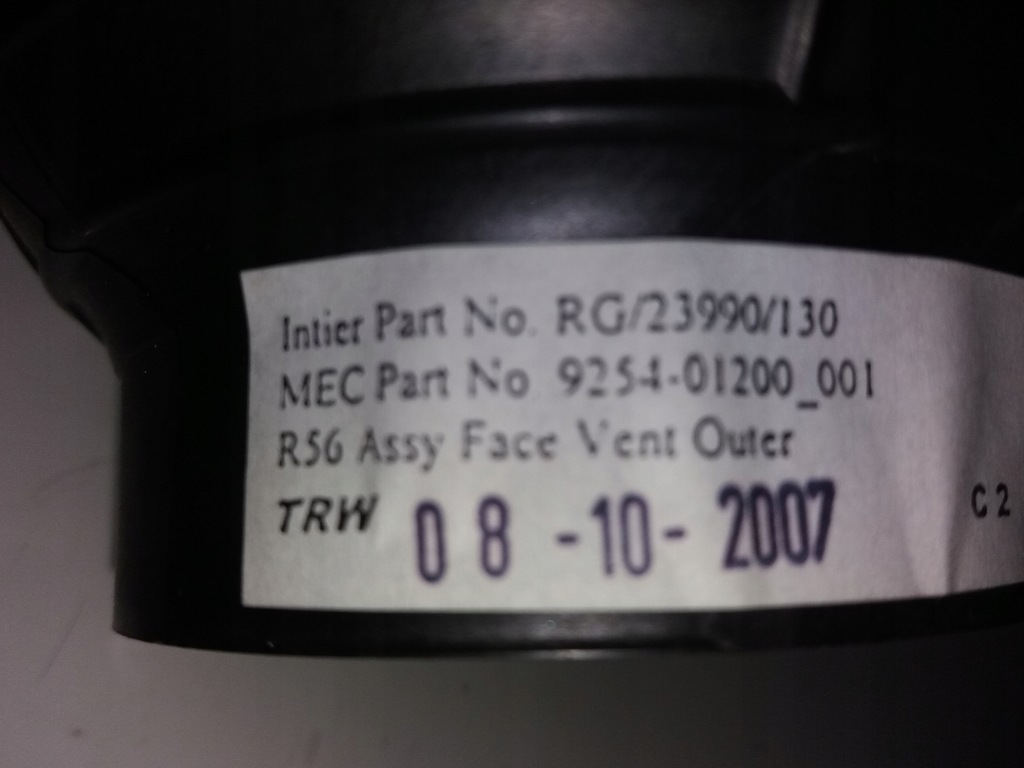 Intier Part No. RG/23990/130
MEC Part No 9254-01200_001
R56 Assy Face Vent Outer
TRW 08-10-2007 C2